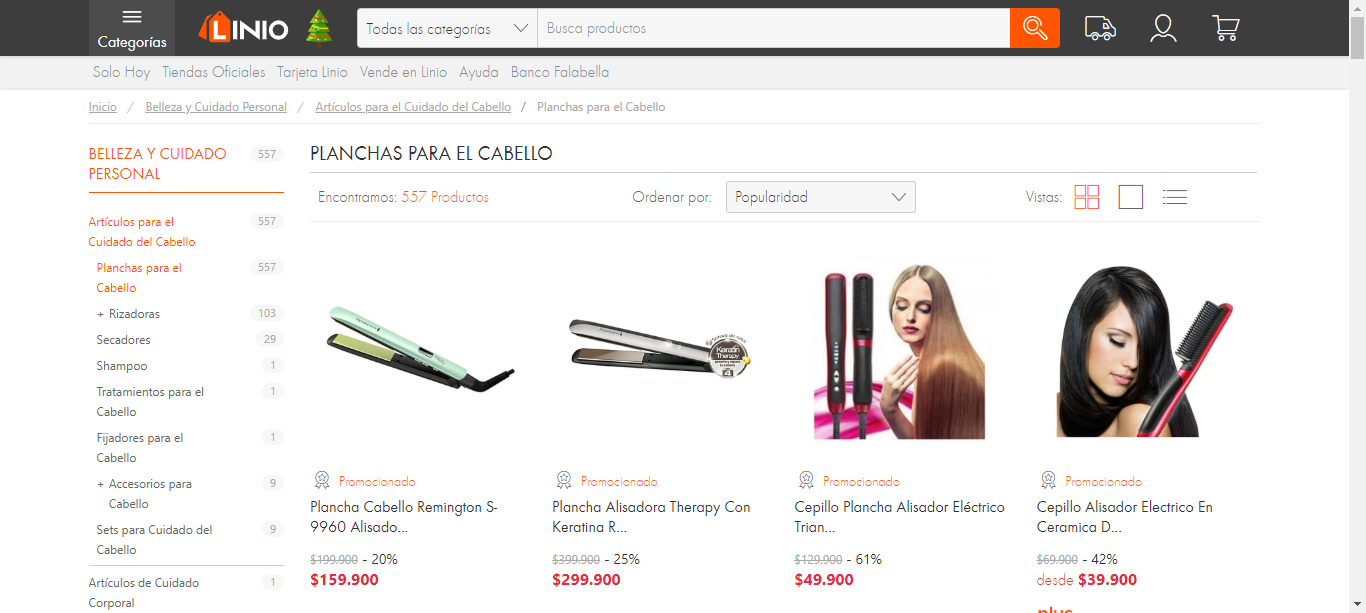 Categorías
LINIO
Todas las categorías
Busca productos
Solo Hoy Tiendas Oficiales Tarjeta Linio Vende en Linio Ayuda Banco Falabella
Inicio / Belleza y Cuidado Personal / Artículos para el Cuidado del Cabello / Planchas para el Cabello
BELLEZA Y CUIDADO 557
PERSONAL
Artículos para el 557
Cuidado del Cabello
Planchas para el 557
Cabello
+ Rizadoras 103
Secadores 29
Shampoo 1
Tratamientos para el 1
Cabello
Fijadores para el 1
Cabello
+ Accesorios para 9
Cabello
Sets para Cuidado del 9
Cabello
Artículos de Cuidado 1
Corporal
PLANCHAS PARA EL CABELLO
Encontramos: 557 Productos
Ordenar por: Popularidad
Vistas:
Promocionado
Plancha Cabello Remington S-
9960 Alisado...
$199.900 - 20%
$159.900
Keratin
Therapy
4
Promocionado
Plancha Alisadora Therapy Con
Keratina R...
$399.900 - 25%
$299.900
Promocionado
Cepillo Plancha Alisador Eléctrico
Trian...
$129.900 - 61%
$49.900
Promocionado
Cepillo Alisador Electrico En
Ceramica D...
$69.900 - 42%
desde $39.900
plus